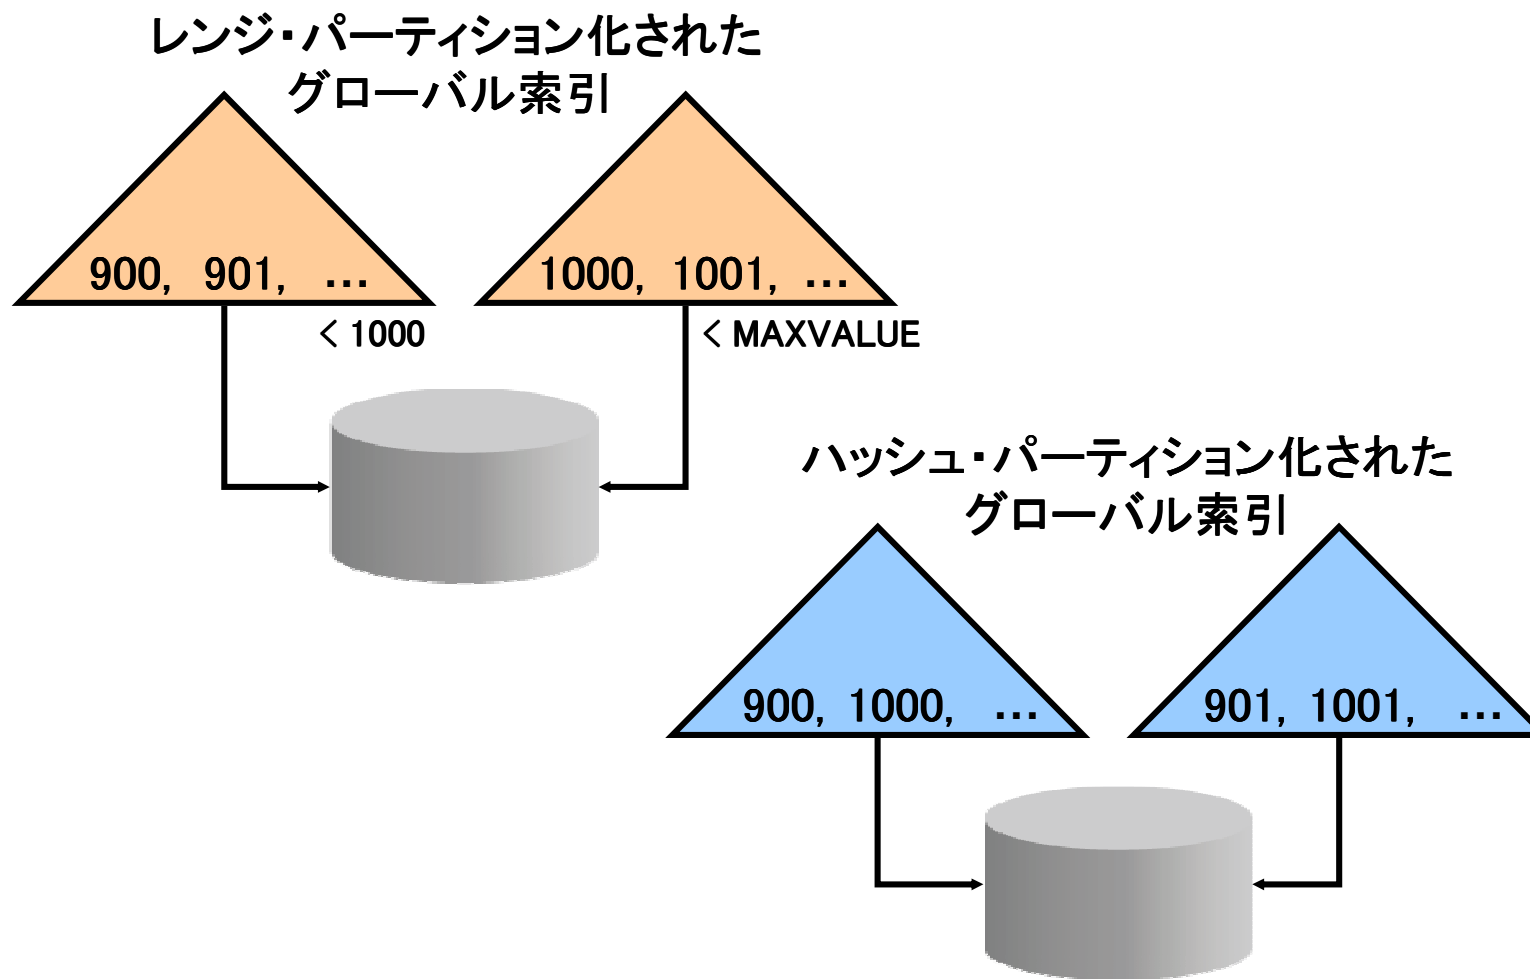 レンジ・パーティション化された
グローバル索引
900, 901, ...
1000, 1001, ...
< 1000
< MAXVALUE
ハッシュ・パーティション化された
グローバル索引
900, 1000, ...
901, 1001, ...